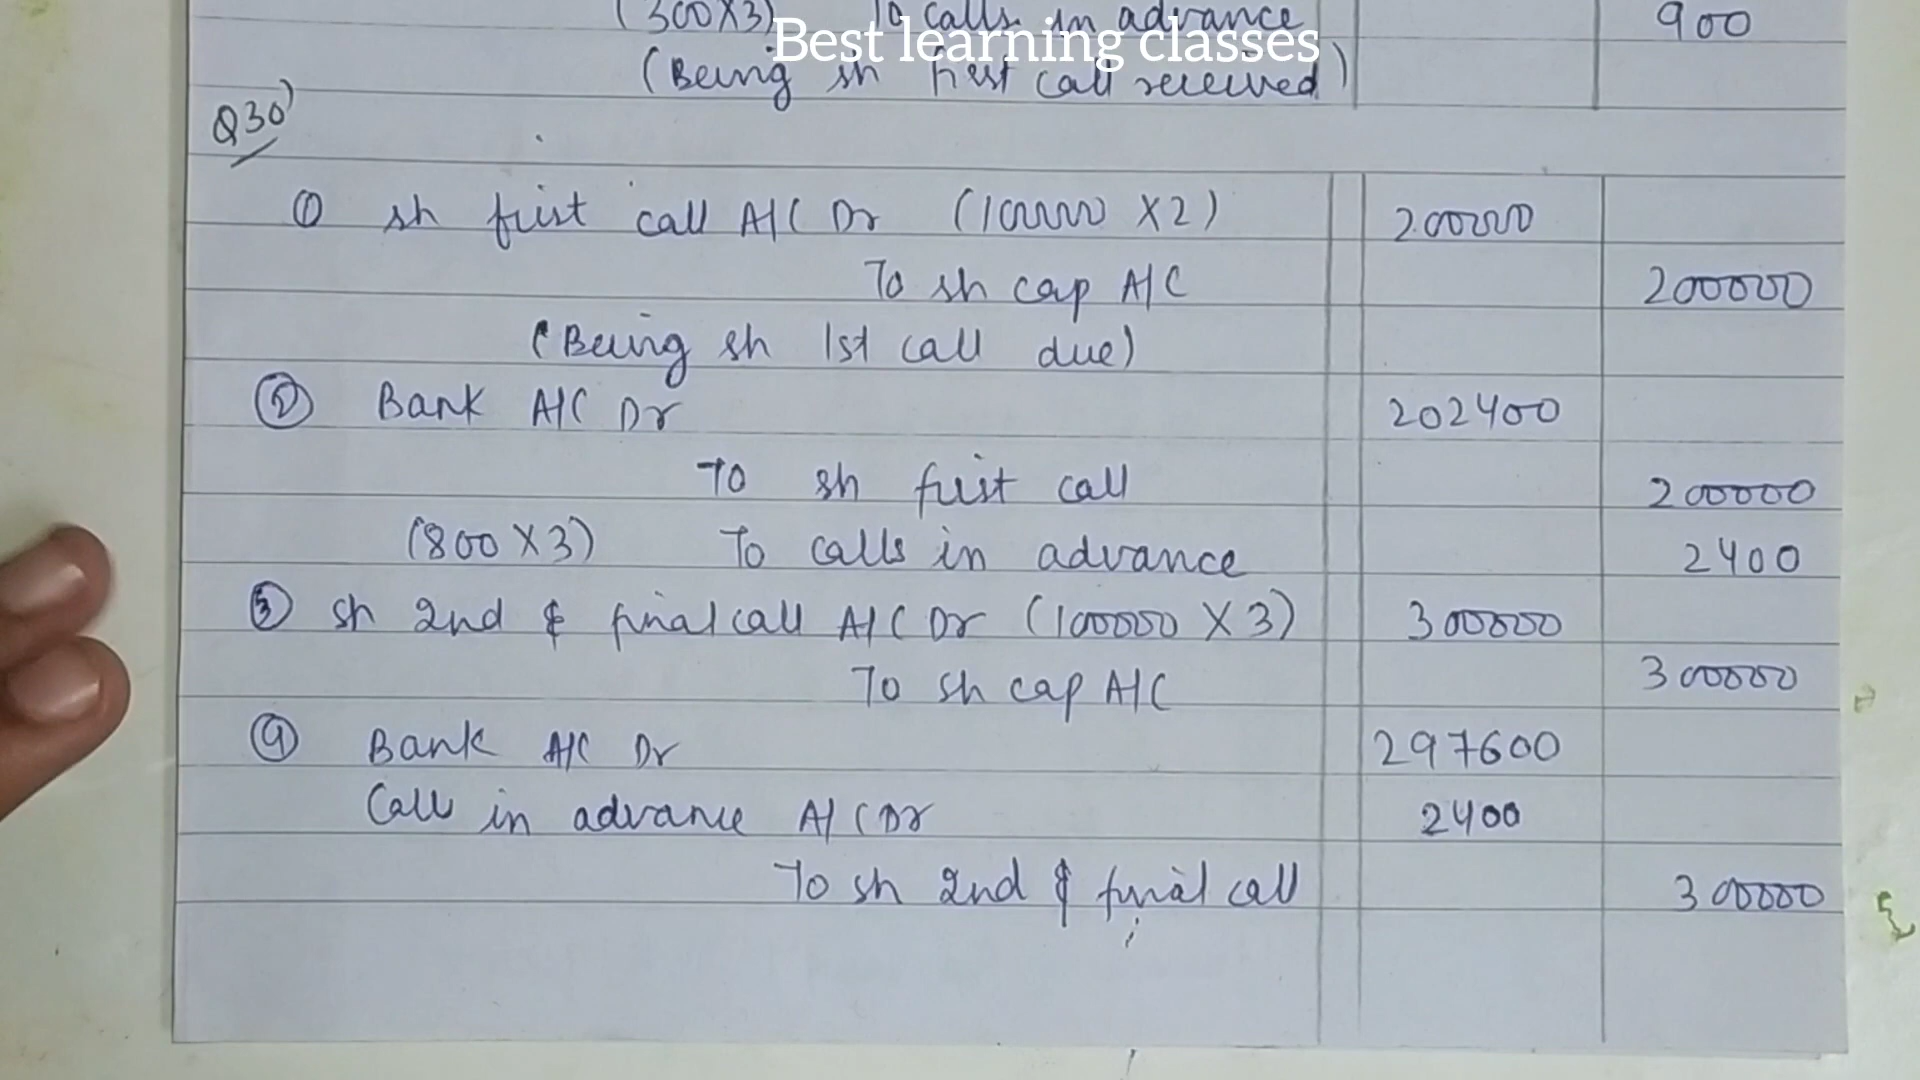 (300X3) To calls in advance 900
Best learning classes
(Being sh first call received)
Q30)
① sh first call A/C Dr (100000 X2) 200000
To sh cap A/C 200000
(Being sh 1st call due)
② Bank A/C Dr 202400
To sh first call 200000
(800 X3) To calls in advance 2400
③ sh 2nd & final call A/C Dr (100000 X 3) 300000
To sh cap A/C 300000
④ Bank A/C Dr 297600
Call in advance A/C Dr 2400
To sh 2nd & final call 300000